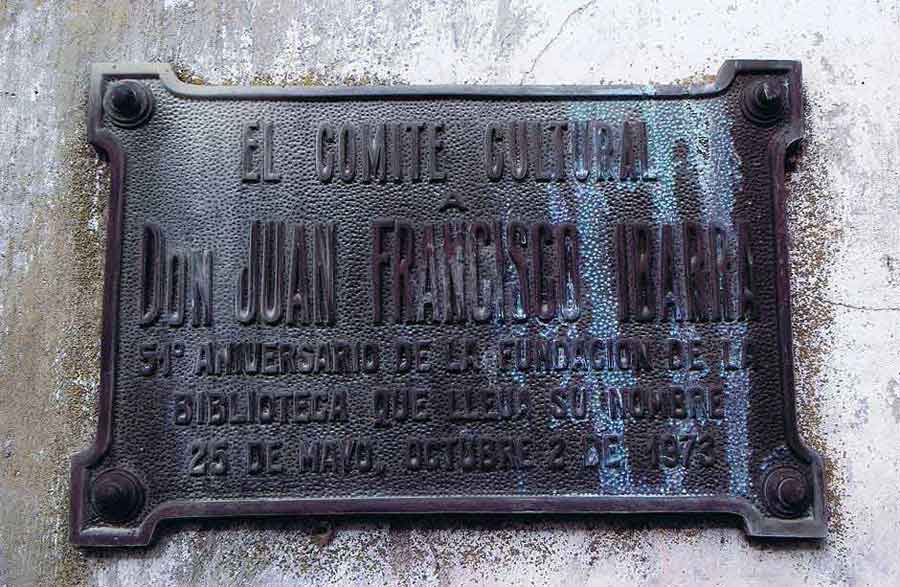 EL COMITE CULTURAL
A
DON JUAN FRANCISCO IBARRA
51º ANIVERSARIO DE LA FUNDACION DE LA
BIBLIOTECA QUE LLEVA SU NOMBRE
25 DE MAYO, OCTUBRE 2 DE 1973